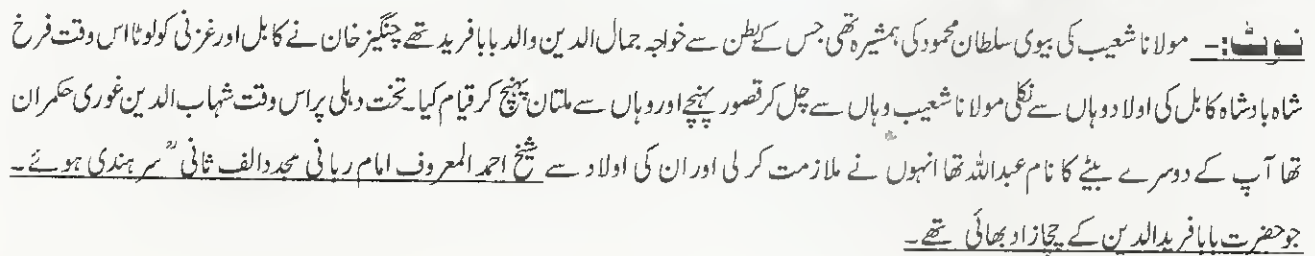 نوٹ:- مولانا شعیب کی بیوی سلطان محمود کی ہمشیرہ تھی جس کے بطن سے خواجہ جمال الدین والد بابا فرید تھے چنگیز خان نے کابل اور غزنی کو لوٹا اس وقت فرخ
شاہ بادشاہ کابل کی اولاد وہاں سے نکلی مولانا شعیب وہاں سے چل کر قصور پہنچے اور وہاں سے ملتان پہنچ کر قیام کیا۔ تخت دہلی پر اس وقت شہاب الدین غوری حکمران
تھا آپ کے دوسرے بیٹے کا نام عبداللہ تھا انہوں نے ملازمت کر لی اور ان کی اولاد سے شیخ احمد المعروف امام ربانی مجدد الف ثانی ؒ سرہندی ہوئے۔
جو حضرت بابا فرید الدین کے چچازاد بھائی تھے۔